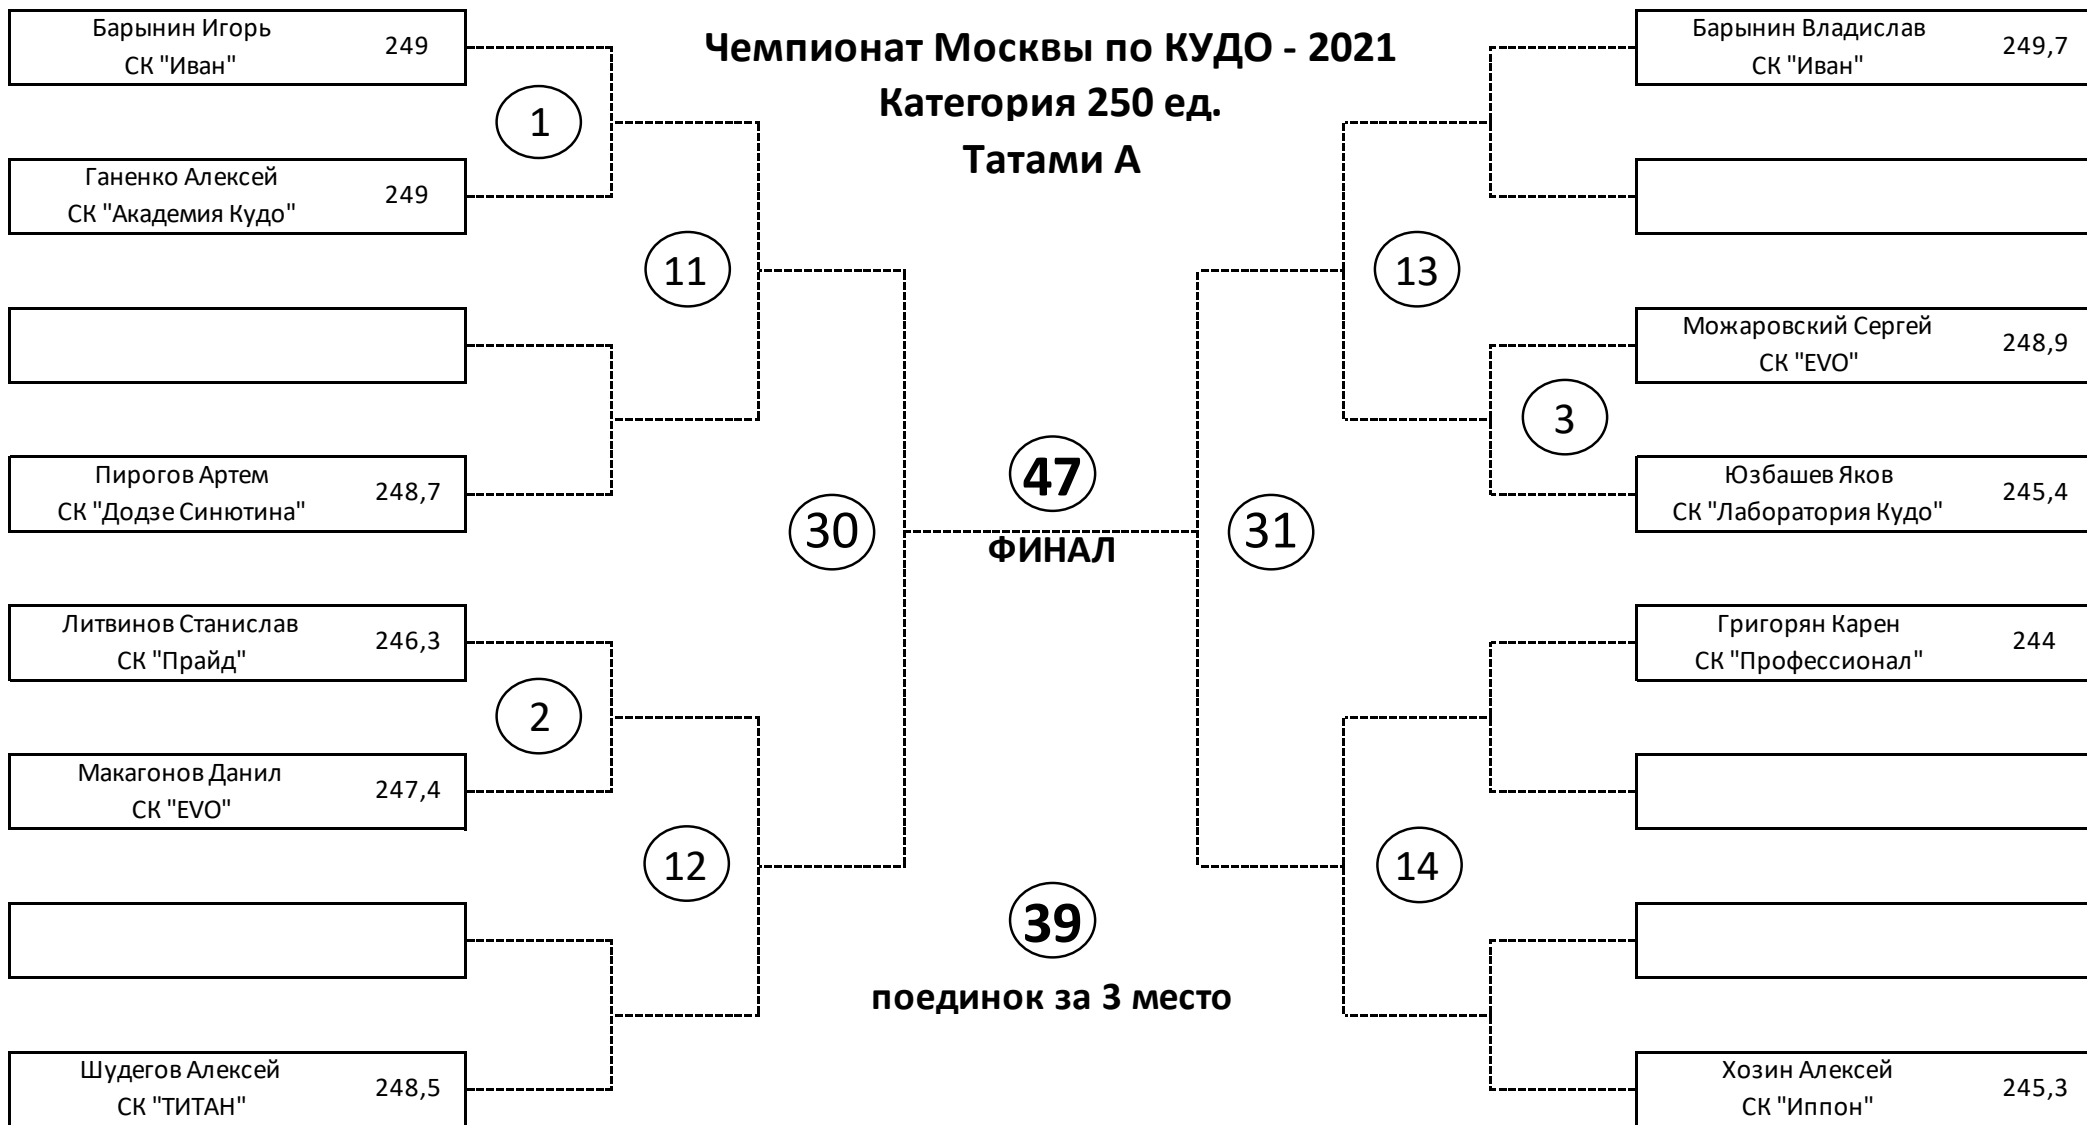 Чемпионат Москвы по КУДО - 2021
Категория 250 ед.
Татами А
Барынин Игорь
СК "Иван"
249
1
Ганенко Алексей
СК "Академия Кудо"
249
11
Пирогов Артем
СК "Додзе Синютина"
248,7
30
Литвинов Станислав
СК "Прайд"
246,3
2
Макагонов Данил
СК "EVO"
247,4
12
Шудегов Алексей
СК "ТИТАН"
248,5
47
ФИНАЛ
39
поединок за 3 место
Барынин Владислав
СК "Иван"
249,7
13
Можаровский Сергей
СК "EVO"
248,9
3
Юзбашев Яков
СК "Лаборатория Кудо"
245,4
31
Григорян Карен
СК "Профессионал"
244
14
Хозин Алексей
СК "Иппон"
245,3